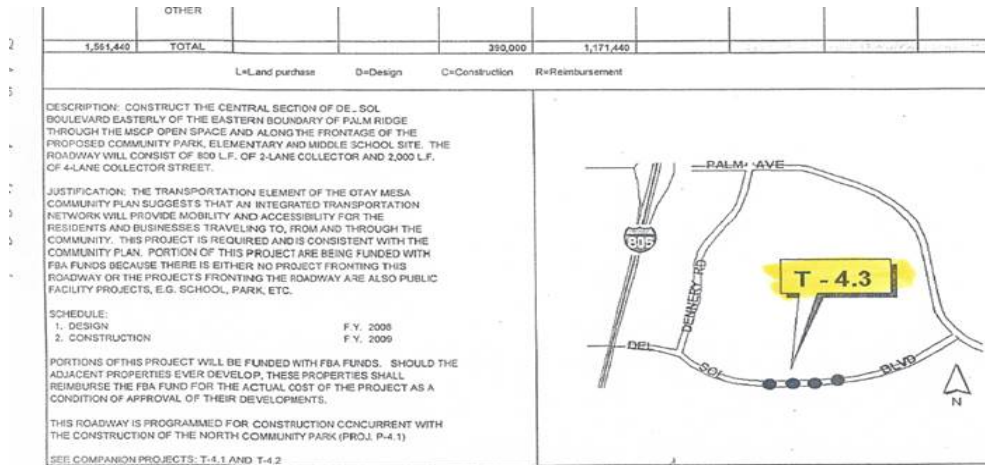 OTHER
1,561,440 TOTAL 390,000 1,171,440
L=Land purchase D=Design C=Construction R=Reimbursement
DESCRIPTION: CONSTRUCT THE CENTRAL SECTION OF DE_ SOL
BOULEVARD EASTERLY OF THE EASTERN BOUNDARY OF PALM RIDGE
THROUGH THE MSCP OPEN SPACE AND ALONG THE FRONTAGE OF THE
PROPOSED COMMUNITY PARK, ELEMENTARY AND MIDDLE SCHOOL SITE. THE
ROADWAY WILL CONSIST OF 800 L.F. OF 2-LANE COLLECTOR AND 2,000 L.F.
OF 4-LANE COLLECTOR STREET.
JUSTIFICATION: THE TRANSPORTATION ELEMENT OF THE OTAY MESA
COMMUNITY PLAN SUGGESTS THAT AN INTEGRATED TRANSPORTATION
NETWORK WILL PROVIDE MOBILITY AND ACCESSIBILITY FOR THE
RESIDENTS AND BUSINESSES TRAVELING TO, FROM AND THROUGH THE
COMMUNITY. THIS PROJECT IS REQUIRED AND IS CONSISTENT WITH THE
COMMUNITY PLAN. PORTION OF THIS PROJECT ARE BEING FUNDED WITH
FBA FUNDS BECAUSE THERE IS EITHER NO PROJECT FRONTING THIS
ROADWAY OR THE PROJECTS FRONTING THE ROADWAY ARE ALSO PUBLIC
FACILITY PROJECTS, E.G. SCHOOL, PARK, ETC.
SCHEDULE:
1. DESIGN F.Y. 2008
2. CONSTRUCTION F.Y. 2009
PORTIONS OFTHIS PROJECT WILL BE FUNDED WITH FBA FUNDS. SHOULD THE
ADJACENT PROPERTIES EVER DEVELOP, THESE PROPERTIES SHALL
REIMBURSE THE FBA FUND FOR THE ACTUAL COST OF THE PROJECT AS A
CONDITION OF APPROVAL OF THEIR DEVELOPMENTS.
THIS ROADWAY IS PROGRAMMED FOR CONSTRUCTION CONCURRENT WITH
THE CONSTRUCTION OF THE NORTH COMMUNITY PARK (PROJ. P-4.1)
SEE COMPANION PROJECTS: T-4.1 AND T-4.2
PALM AVE
805
T - 4.3
DENNERY RD
DEL SOL BLVD
N